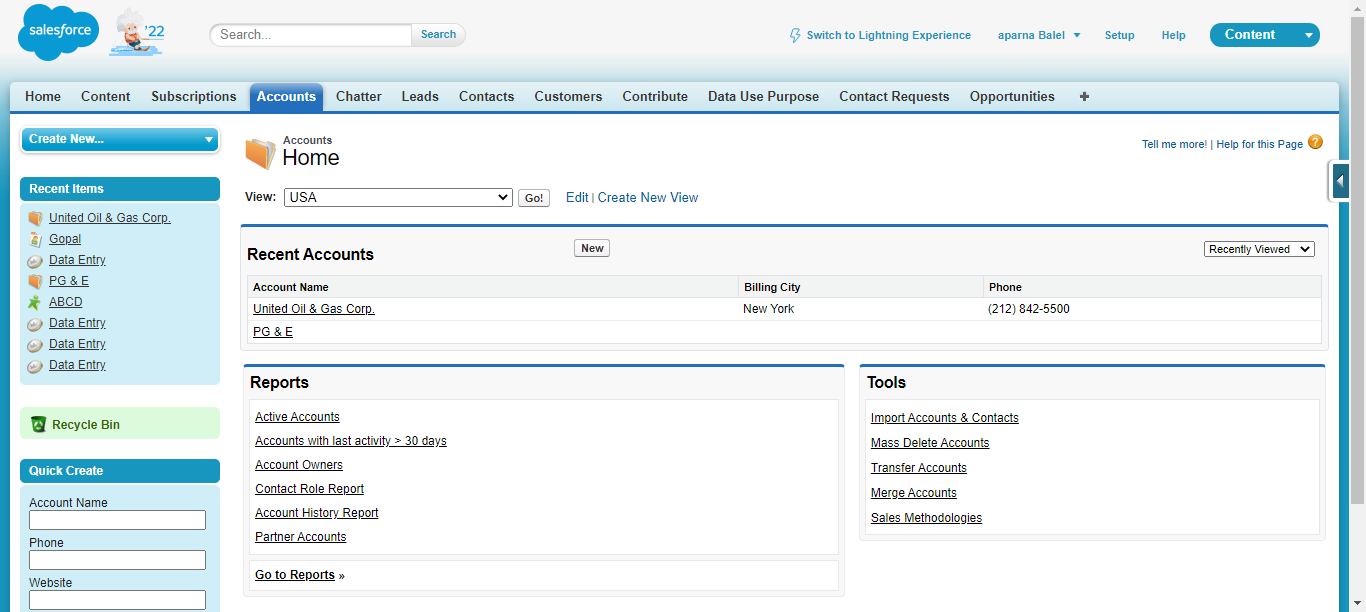 salesforce
'22
Search...
Search
Switch to Lightning Experience
aparna Balel
Setup
Help
Content
Home
Content
Subscriptions
Accounts
Chatter
Leads
Contacts
Customers
Contribute
Data Use Purpose
Contact Requests
Opportunities
+
Create New...
Recent Items
United Oil & Gas Corp.
Gopal
Data Entry
PG & E
ABCD
Data Entry
Data Entry
Data Entry
Recycle Bin
Quick Create
Account Name
Phone
Website
Accounts
Home
Tell me more! | Help for this Page ?
View: USA Go! Edit | Create New View
Recent Accounts New Recently Viewed
Account Name Billing City Phone
United Oil & Gas Corp. New York (212) 842-5500
PG & E
Reports
Active Accounts
Accounts with last activity > 30 days
Account Owners
Contact Role Report
Account History Report
Partner Accounts
Go to Reports »
Tools
Import Accounts & Contacts
Mass Delete Accounts
Transfer Accounts
Merge Accounts
Sales Methodologies